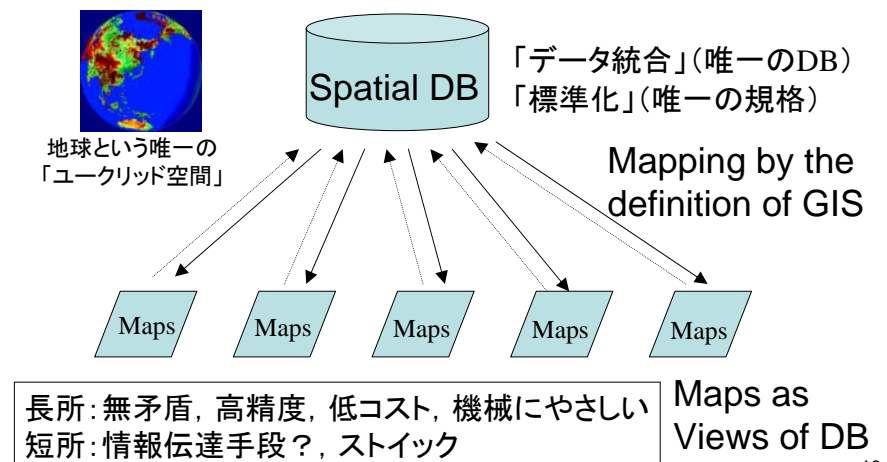 Spatial DB
「データ統合」(唯一のDB)
「標準化」(唯一の規格)
地球という唯一の
「ユークリッド空間」
Mapping by the
definition of GIS
Maps
Maps
Maps
Maps
Maps
長所:無矛盾,高精度,低コスト,機械にやさしい
短所:情報伝達手段?,ストイック
Maps as
Views of DB